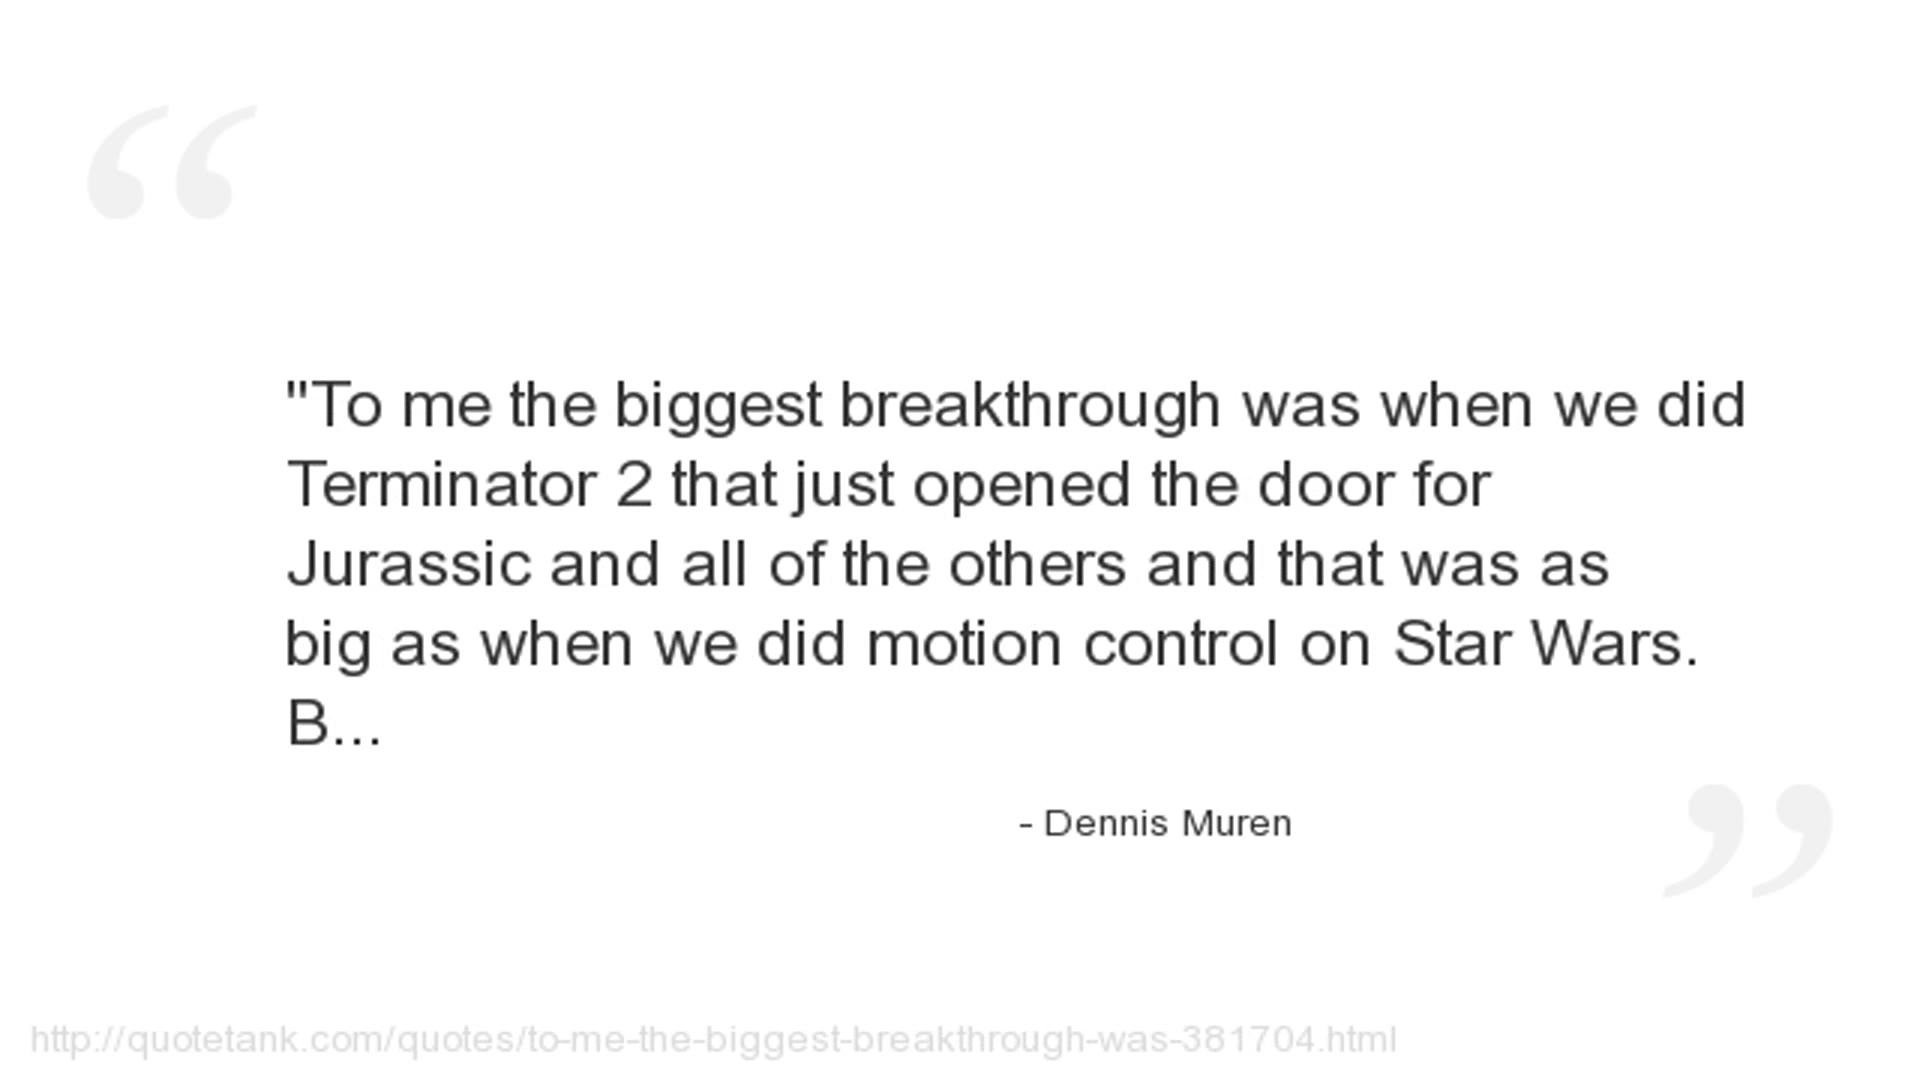 "To me the biggest breakthrough was when we did
Terminator 2 that just opened the door for
Jurassic and all of the others and that was as
big as when we did motion control on Star Wars.
B...
- Dennis Muren
http://quotetank.com/quotes/to-me-the-biggest-breakthrough-was-381704.html